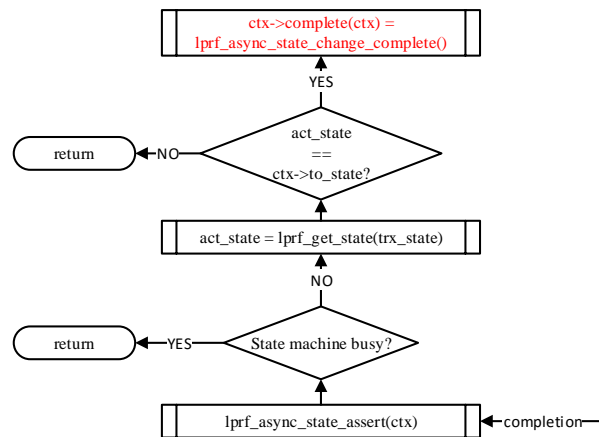 ctx->complete(ctx) =
lprf_async_state_change_complete()
YES
act_state
==
ctx->to_state?
NO
return
act_state = lprf_get_state(trx_state)
NO
State machine busy?
YES
return
lprf_async_state_assert(ctx)
completion